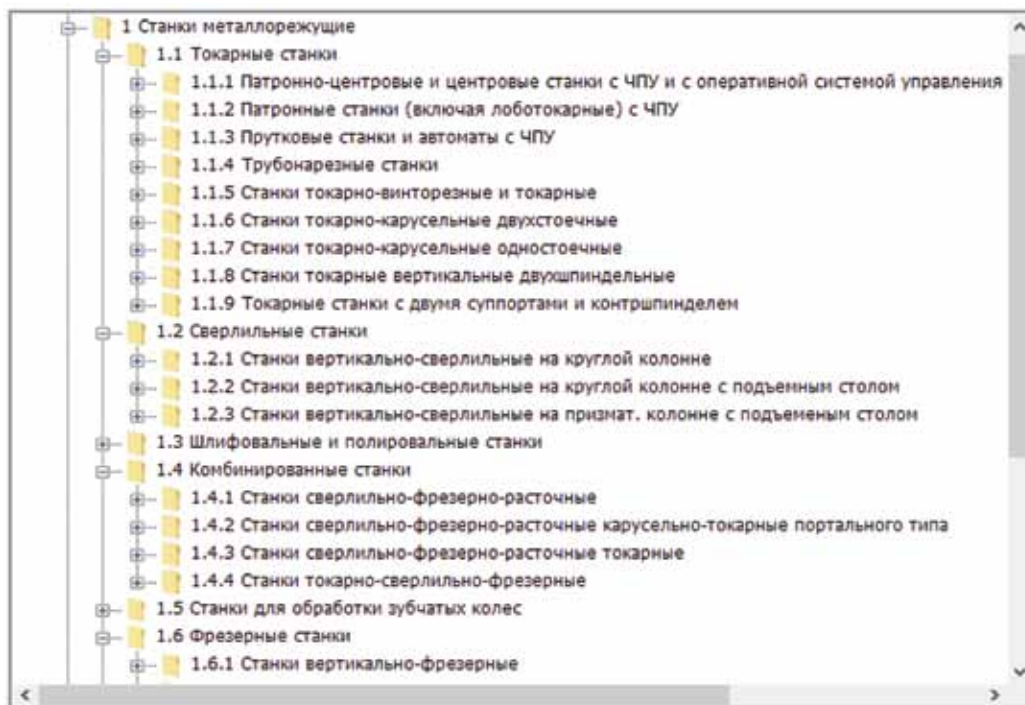 1 Станки металлорежущие
1.1 Токарные станки
1.1.1 Патронно-центровые и центровые станки с ЧПУ и с оперативной системой управления
1.1.2 Патронные станки (включая лоботокарные) с ЧПУ
1.1.3 Прутковые станки и автоматы с ЧПУ
1.1.4 Трубонарезные станки
1.1.5 Станки токарно-винторезные и токарные
1.1.6 Станки токарно-карусельные двухстоечные
1.1.7 Станки токарно-карусельные одностоечные
1.1.8 Станки токарные вертикальные двухшпиндельные
1.1.9 Токарные станки с двумя суппортами и контршпинделем
1.2 Сверлильные станки
1.2.1 Станки вертикально-сверлильные на круглой колонне
1.2.2 Станки вертикально-сверлильные на круглой колонне с подъемным столом
1.2.3 Станки вертикально-сверлильные на призмат. колонне с подъеменым столом
1.3 Шлифовальные и полировальные станки
1.4 Комбинированные станки
1.4.1 Станки сверлильно-фрезерно-расточные
1.4.2 Станки сверлильно-фрезерно-расточные карусельно-токарные портального типа
1.4.3 Станки сверлильно-фрезерно-расточные токарные
1.4.4 Станки токарно-сверлильно-фрезерные
1.5 Станки для обработки зубчатых колес
1.6 Фрезерные станки
1.6.1 Станки вертикально-фрезерные